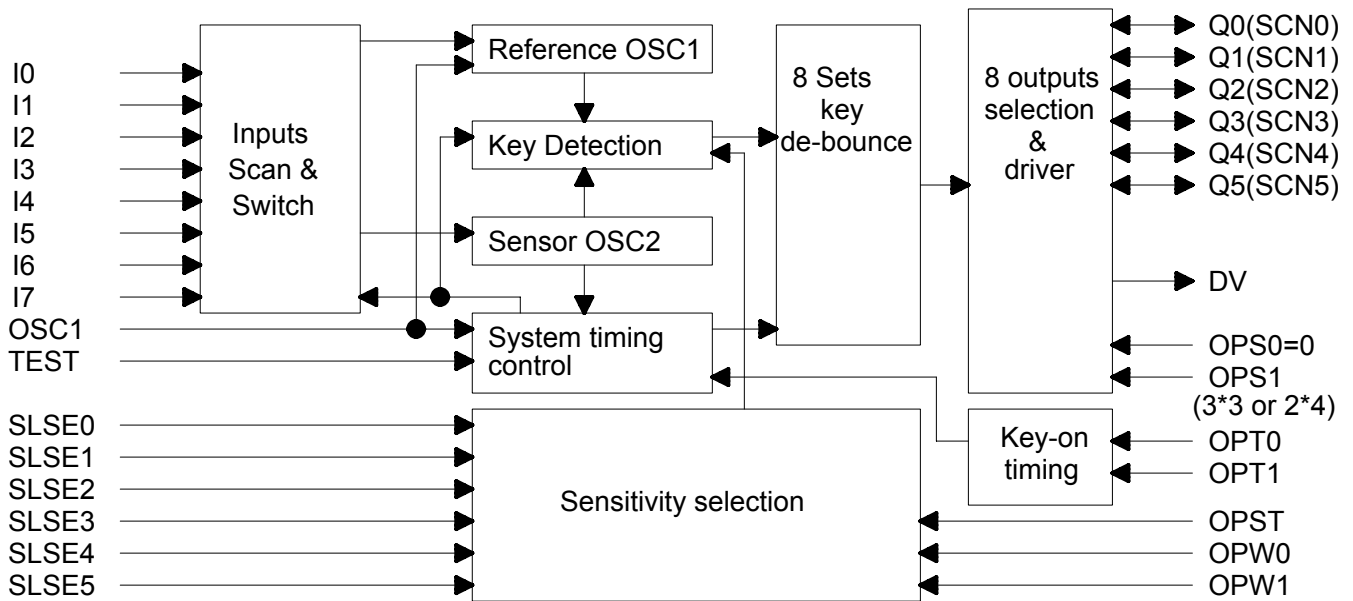 I0
I1
I2
I3
I4
I5
I6
I7
OSC1
TEST
SLSE0
SLSE1
SLSE2
SLSE3
SLSE4
SLSE5
Inputs
Scan &
Switch
Reference OSC1
Key Detection
Sensor OSC2
System timing
control
Sensitivity selection
8 Sets
key
de-bounce
8 outputs
selection
&
driver
Key-on
timing
Q0(SCN0)
Q1(SCN1)
Q2(SCN2)
Q3(SCN3)
Q4(SCN4)
Q5(SCN5)
DV
OPS0=0
OPS1
(3*3 or 2*4)
OPT0
OPT1
OPST
OPW0
OPW1